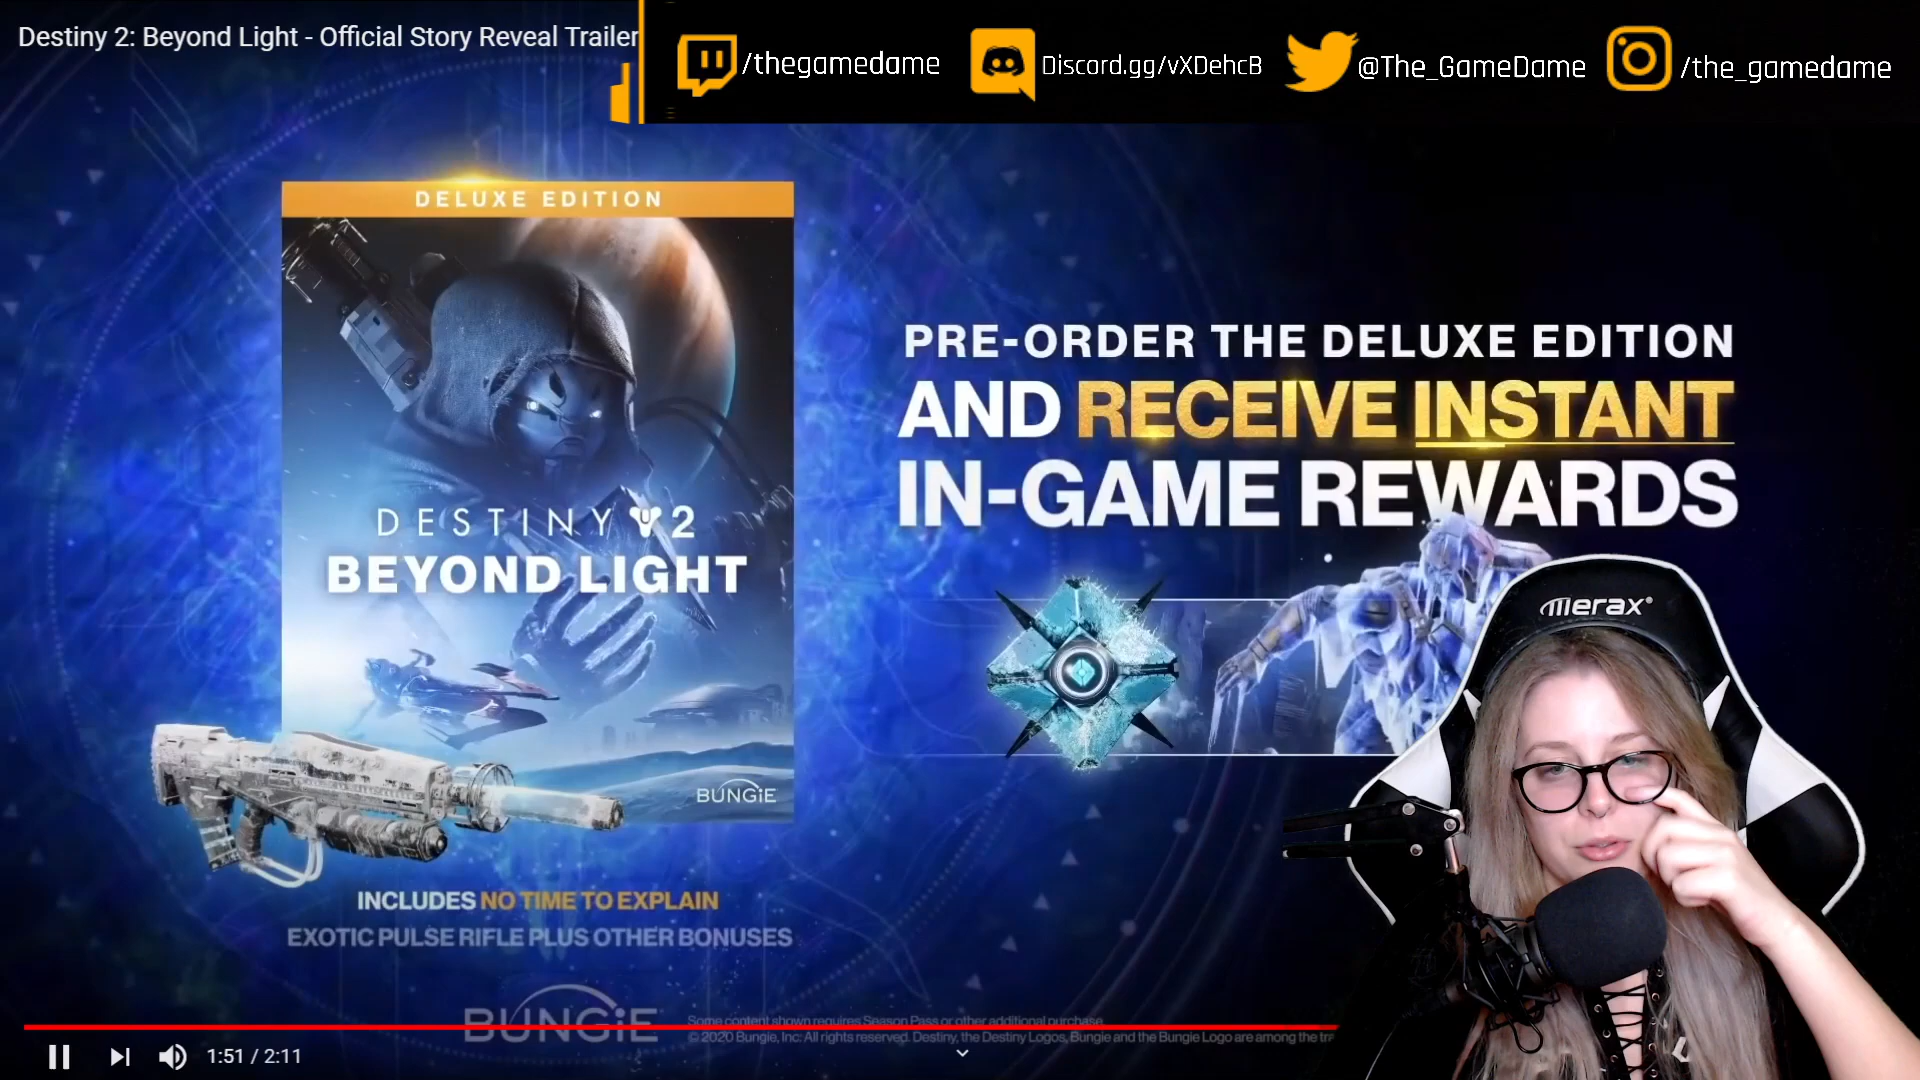 Destiny 2: Beyond Light - Official Story Reveal Trailer
/thegamedame
Discord.gg/vXDehcB
@The_GameDame
/the_gamedame
DELUXE EDITION
DESTINY 2
BEYOND LIGHT
BUNGiE
INCLUDES NO TIME TO EXPLAIN
EXOTIC PULSE RIFLE PLUS OTHER BONUSES
PRE-ORDER THE DELUXE EDITION
AND RECEIVE INSTANT
IN-GAME REWARDS
merax®
BUNGiE
Some content shown requires Season Pass or other additional purchase.
© 2020 Bungie, Inc. All rights reserved. Destiny, the Destiny Logos, Bungie and the Bungie Logo are among the
1:51 / 2:11